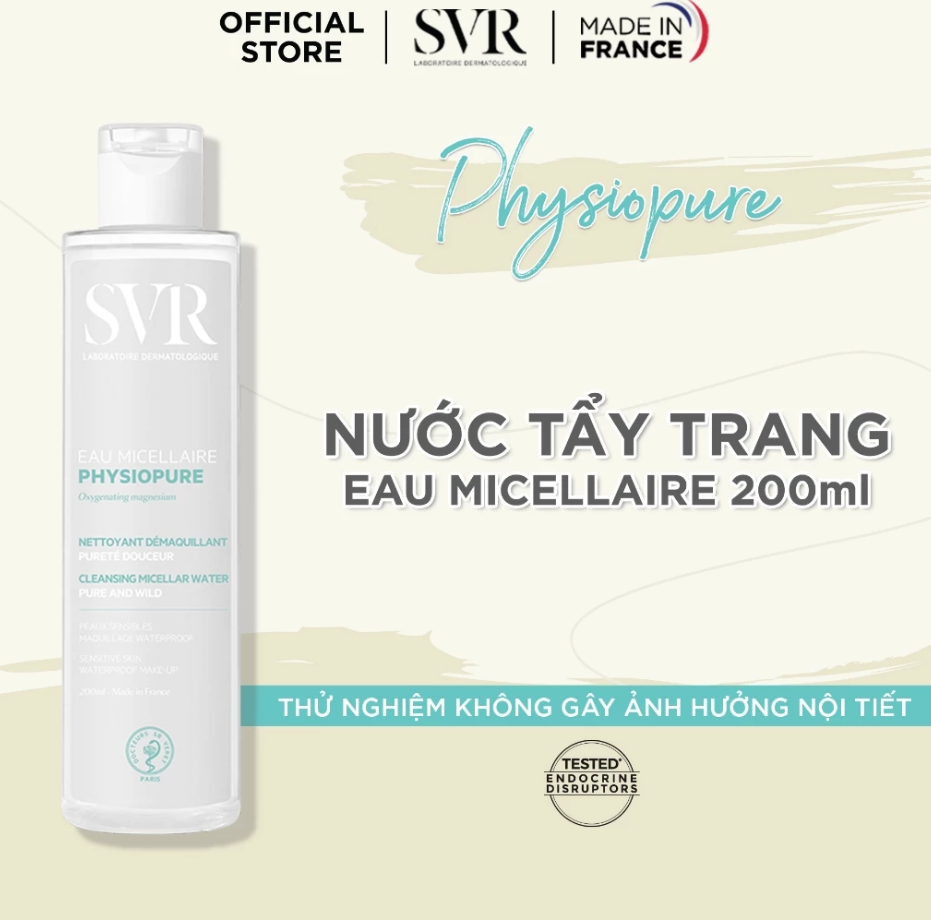 OFFICIAL
STORE
SVR
LABORATOIRE DERMATOLOGIQUE
MADE IN
FRANCE
Physiopure
SVR
LABORATOIRE DERMATOLOGIQUE
EAU MICELLAIRE
PHYSIOPURE
Oxygenating magnesium
NETTOYANT DÉMAQUILLANT
PURETÉ DOUCEUR
CLEANSING MICELLAR WATER
PURE AND WILD
PEAUX SENSIBLES
MAQUILLAGE WATERPROOF
SENSITIVE SKIN
WATERPROOF MAKE-UP
200ml - Made in France
DOCTEURS SR VERET
PARIS
NƯỚC TẨY TRANG
EAU MICELLAIRE 200ml
THỬ NGHIỆM KHÔNG GÂY ẢNH HƯỞNG NỘI TIẾT
TESTED*
ENDOCRINE
DISRUPTORS